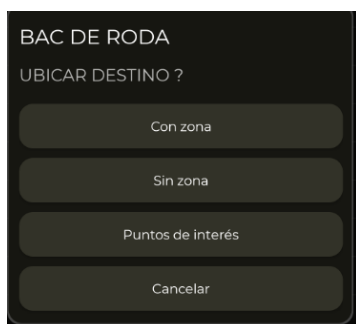 BAC DE RODA
UBICAR DESTINO ?
Con zona
Sin zona
Puntos de interés
Cancelar